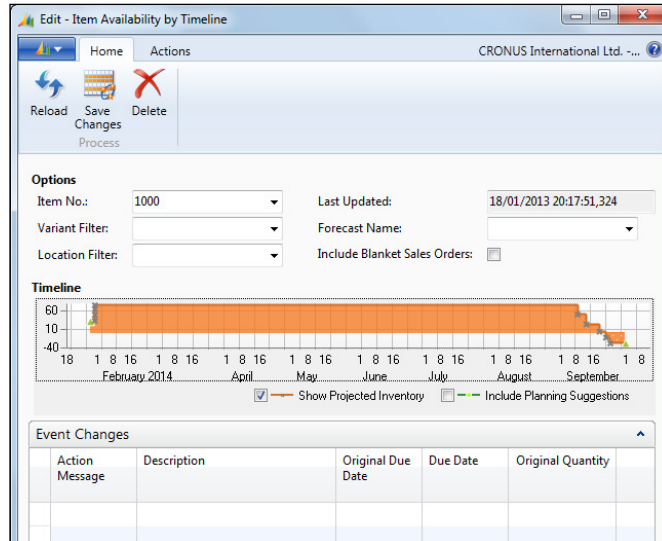 Edit - Item Availability by Timeline
Home Actions CRONUS International Ltd. -...
Reload Save Changes Delete
Process
Options
Item No.: 1000 Last Updated: 18/01/2013 20:17:51,324
Variant Filter: Forecast Name:
Location Filter: Include Blanket Sales Orders:
Timeline
60
10
-40
18 1 8 16 1 8 16 1 8 16 1 8 16 1 8 16 1 8 16 1 8 16 1 8 16 1 8
February 2014 April May June July August September
Show Projected Inventory Include Planning Suggestions
Event Changes
Action Message Description Original Due Date Due Date Original Quantity